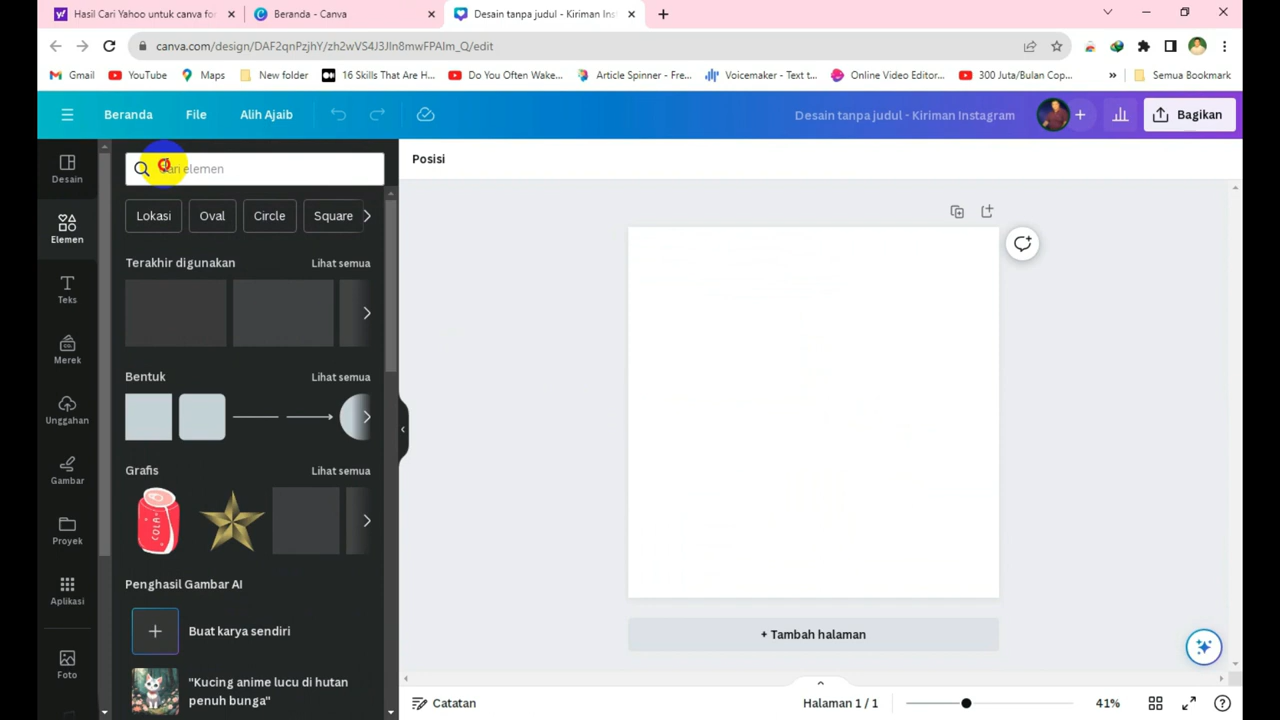 Hasil Cari Yahoo untuk canva for
Beranda - Canva
Desain tanpa judul - Kiriman Ins
canva.com/design/DAF2qnPzjhY/zh2wVS4J3JIn8mwFPAIm_Q/edit
Gmail
YouTube
Maps
New folder
16 Skills That Are H...
Do You Often Wake...
Article Spinner - Fre...
Voicemaker - Text t...
Online Video Editor...
300 Juta/Bulan Cop...
»
Semua Bookmark
Beranda
File
Alih Ajaib
Desain tanpa judul - Kiriman Instagram
Bagikan
Desain
Elemen
Teks
Merek
Unggahan
Gambar
Proyek
Aplikasi
Foto
elemen
Lokasi
Oval
Circle
Square
Terakhir digunakan
Lihat semua
Bentuk
Lihat semua
Grafis
Lihat semua
COLA
Penghasil Gambar AI
Buat karya sendiri
"Kucing anime lucu di hutan
penuh bunga"
Posisi
+ Tambah halaman
Catatan
Halaman 1 / 1
41%